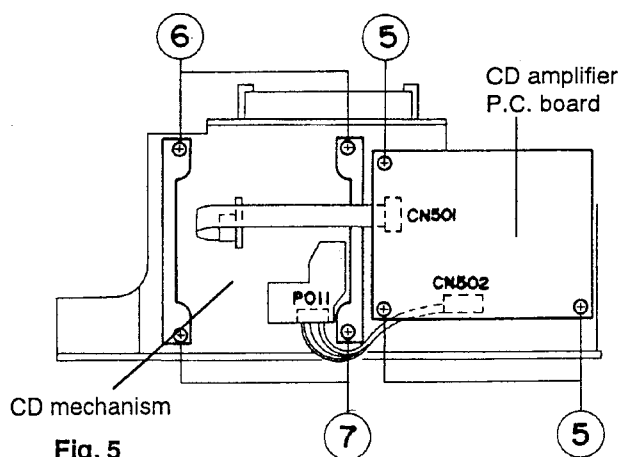 6
5
CD amplifier
P.C. board
CN501
CN502
P011
CD mechanism
7
5
Fig. 5